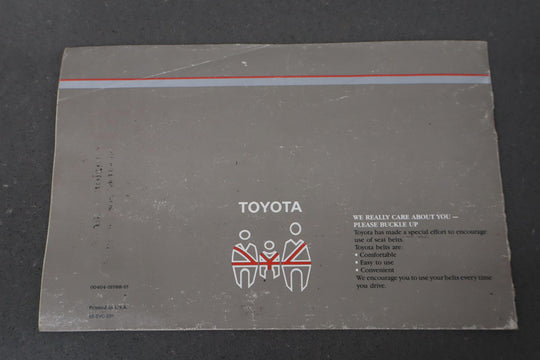 TOYOTA
WE REALLY CARE ABOUT YOU —
PLEASE BUCKLE UP
Toyota has made a special effort to encourage
use of seat belts.
Toyota belts are:
• Comfortable
• Easy to use
• Convenient
We encourage you to use your belts every time
you drive.
Printed in U.S.A.